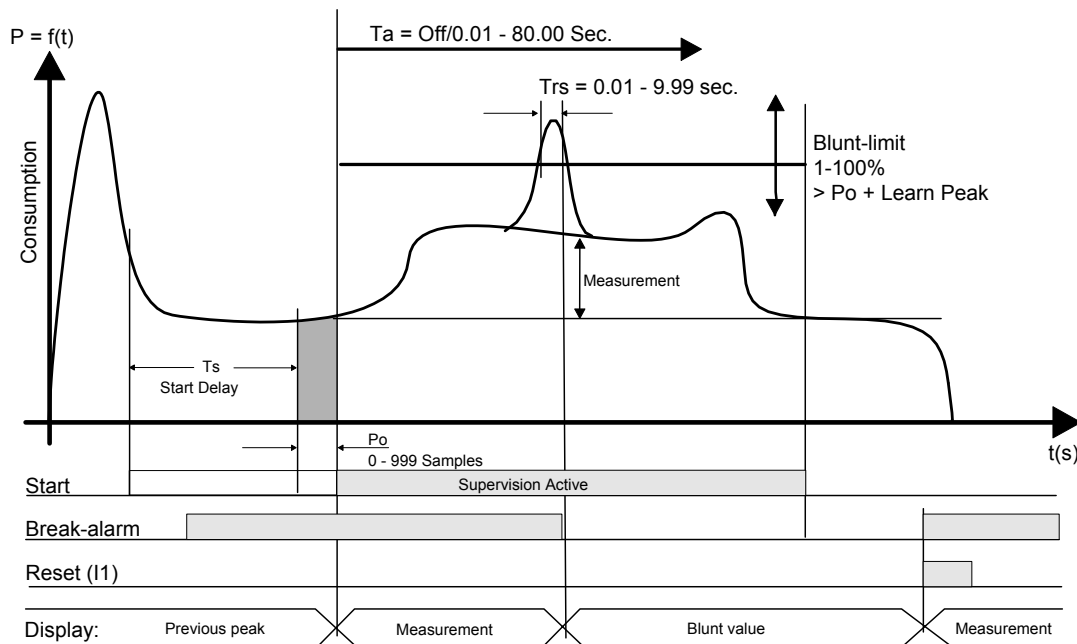 P = f(t)
Ta = Off/0.01 - 80.00 Sec.
Trs = 0.01 - 9.99 sec.
Consumption
Blunt-limit
1-100%
> Po + Learn Peak
Measurement
Ts
Start Delay
Po
0 - 999 Samples
t(s)
Start
Supervision Active
Break-alarm
Reset (I1)
Display:
Previous peak
Measurement
Blunt value
Measurement